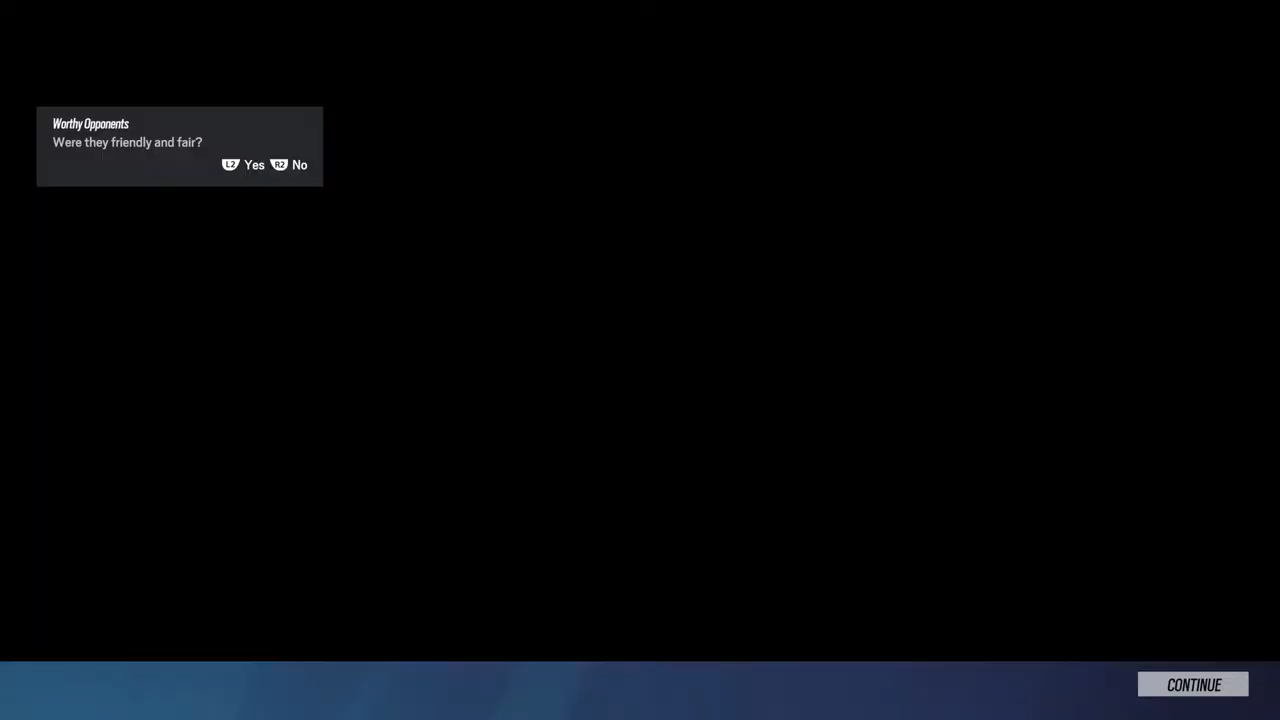 Worthy Opponents
Were they friendly and fair?
L2 Yes R2 No
CONTINUE